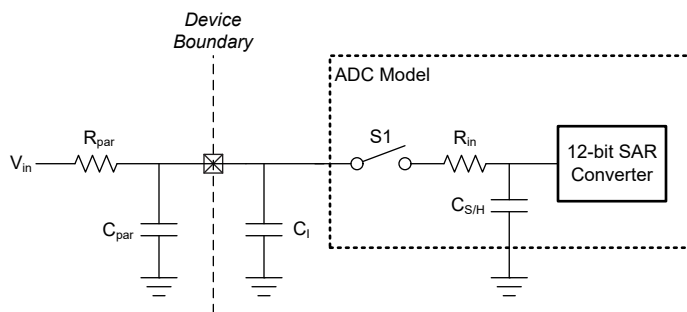 Device
Boundary
ADC Model
V_in
R_par
S1
R_in
12-bit SAR
Converter
C_par
C_I
C_S/H